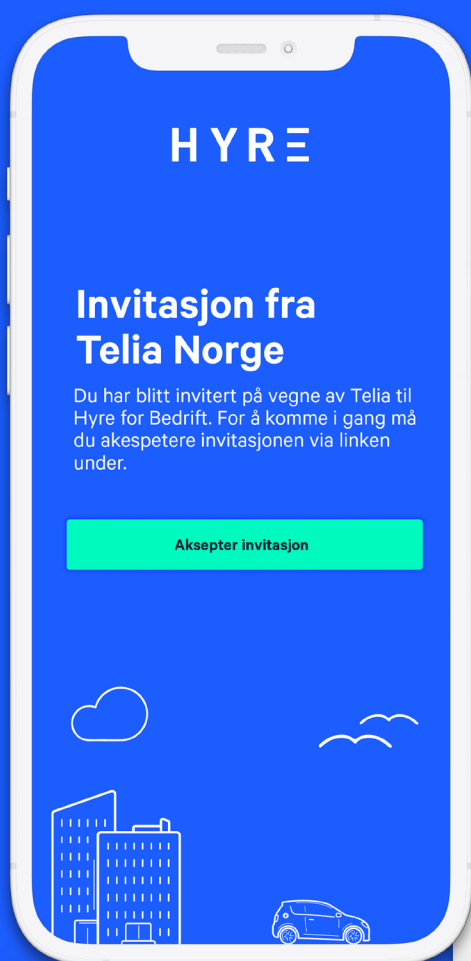 HYRE
Invitasjon fra
Telia Norge
Du har blitt invitert på vegne av Telia til
Hyre for Bedrift. For å komme i gang må
du akespetere invitasjonen via linken
under.
Aksepter invitasjon